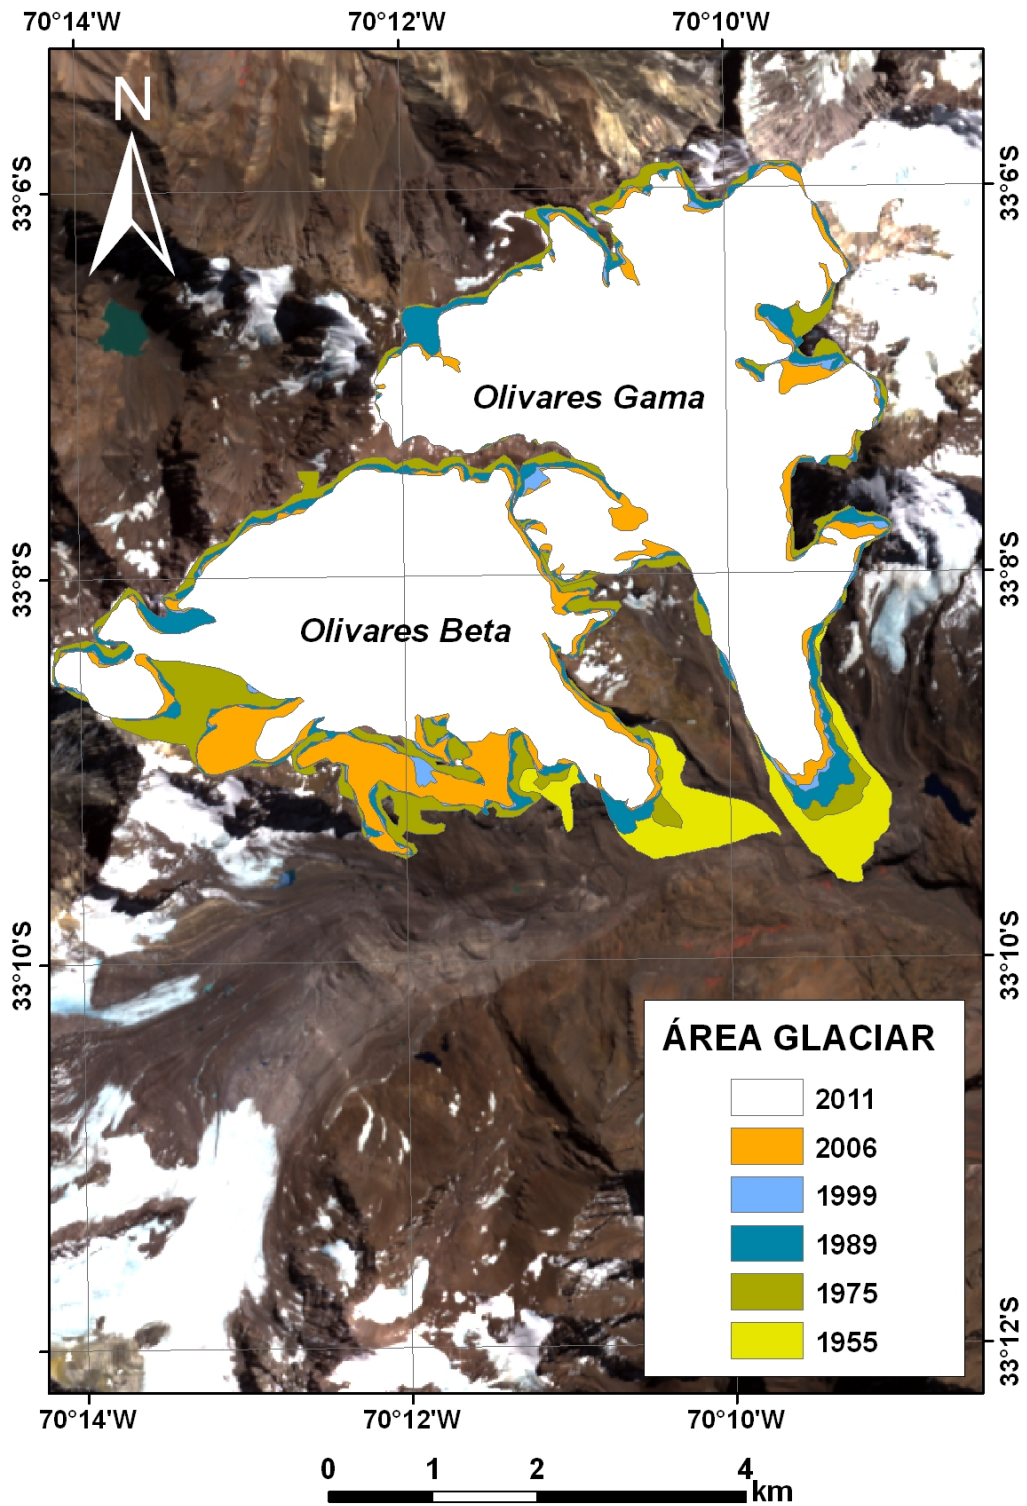 70°14'W 70°12'W 70°10'W
N
33°6'S 33°6'S
Olivares Gama
33°8'S 33°8'S
Olivares Beta
33°10'S 33°10'S
ÁREA GLACIAR
2011
2006
1999
1989
1975
1955
33°12'S
70°14'W 70°12'W 70°10'W
0 1 2 4
km